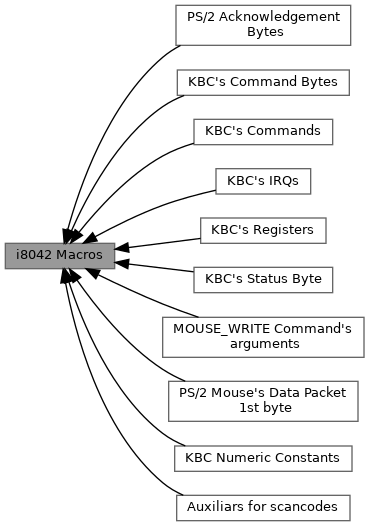 PS/2 Acknowledgement
Bytes
KBC's Command Bytes
KBC's Commands
KBC's IRQs
KBC's Registers
i8042 Macros
KBC's Status Byte
MOUSE_WRITE Command's
arguments
PS/2 Mouse's Data Packet
1st byte
KBC Numeric Constants
Auxiliars for scancodes